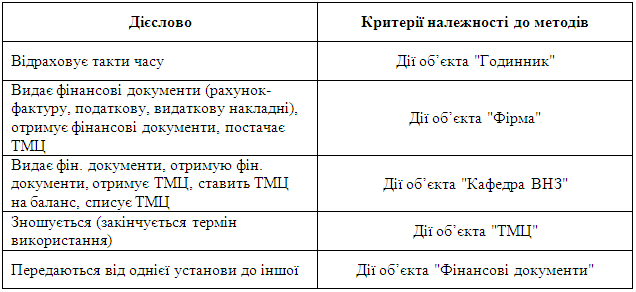 Дієслово
Критерії належності до методів
Відраховує такти часу
Дії об’єкта "Годинник"
Видає фінансові документи (рахунок-
фактуру, податкову, видаткову накладні),
отримує фінансові документи, постачає
ТМЦ
Дії об’єкта "Фірма"
Видає фін. документи, отримую фін.
документи, отримує ТМЦ, ставить ТМЦ
на баланс, списує ТМЦ
Дії об’єкта "Кафедра ВНЗ"
Зношується (закінчується термін
використання)
Дії об’єкта "ТМЦ"
Передаються від однієї установи до іншої
Дії об’єкта "Фінансові документи"